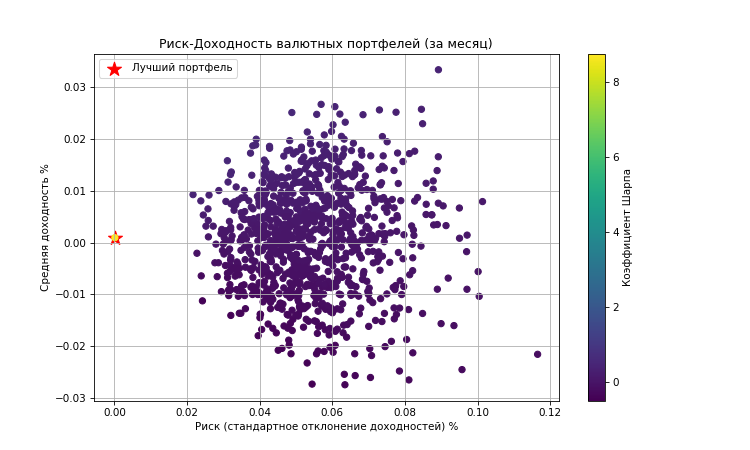 Риск-Доходность валютных портфелей (за месяц)
Лучший портфель
Средняя доходность %
0.03
0.02
0.01
0.00
−0.01
−0.02
−0.03
0.00 0.02 0.04 0.06 0.08 0.10 0.12
Риск (стандартное отклонение доходностей) %
8
6
4
2
0
Коэффициент Шарпа